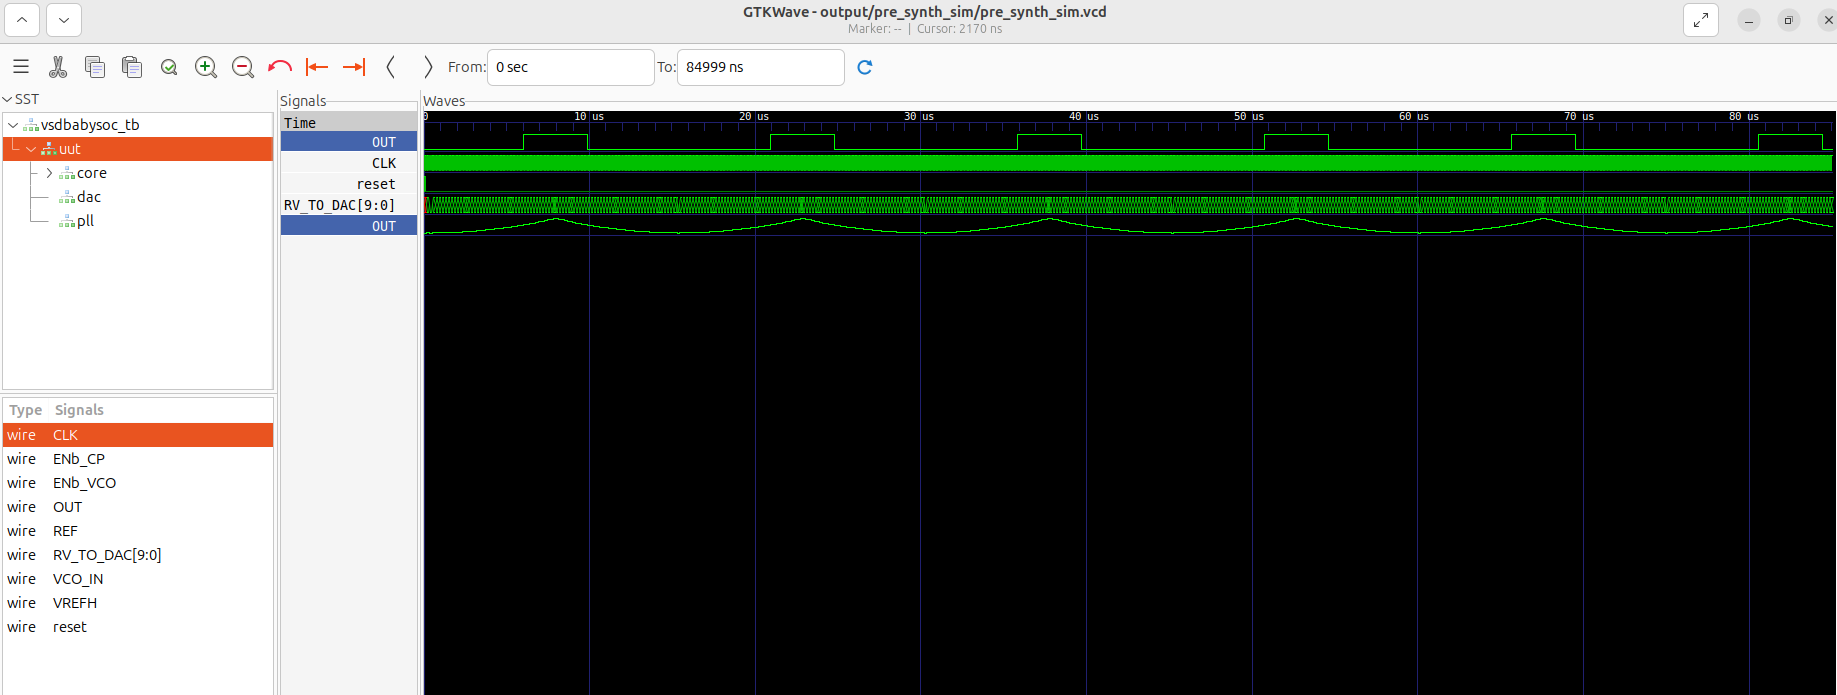 GTKWave - output/pre_synth_sim/pre_synth_sim.vcd
Marker: -- | Cursor: 2170 ns
From: 0 sec To: 84999 ns
SST
vsdbabysoc_tb
uut
core
dac
pll
Type Signals
wire CLK
wire ENb_CP
wire ENb_VCO
wire OUT
wire REF
wire RV_TO_DAC[9:0]
wire VCO_IN
wire VREFH
wire reset
Signals
Time
OUT
CLK
reset
RV_TO_DAC[9:0]
OUT
Waves
0 10 us 20 us 30 us 40 us 50 us 60 us 70 us 80 us